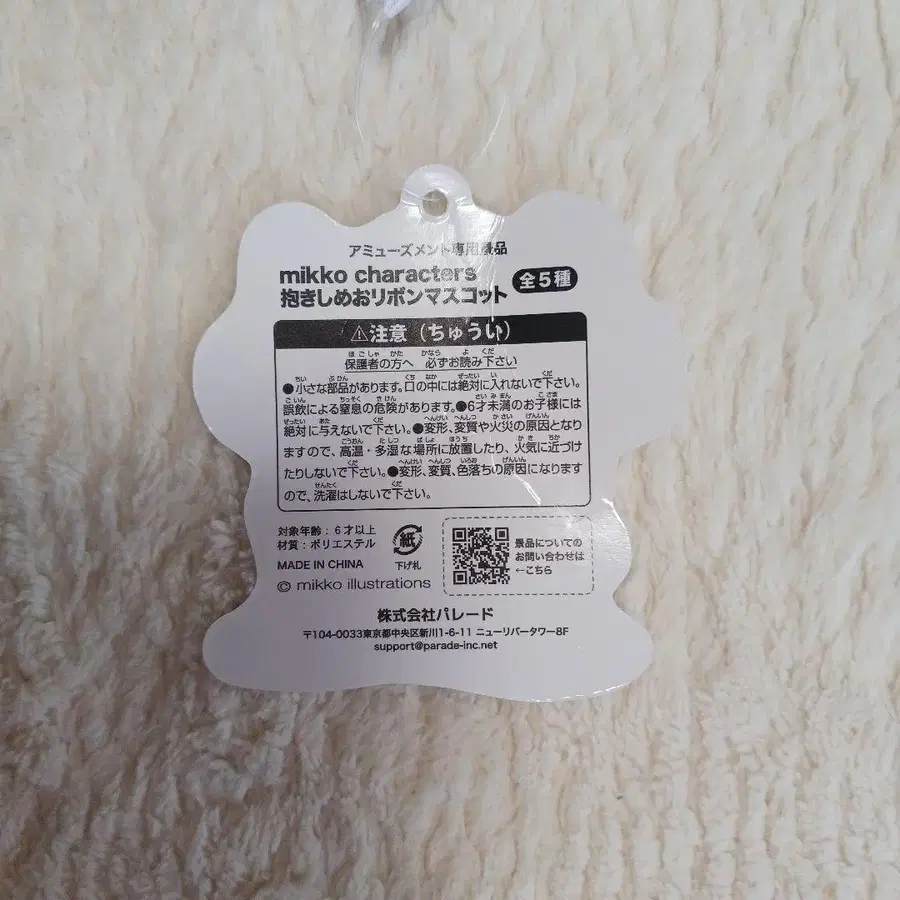 アミューズメント専用景品
mikko characters
抱きしめおリボンマスコット 全5種
⚠注意（ちゅうい）
保護者の方へ 必ずお読み下さい
●小さな部品があります。口の中には絶対に入れないで下さい。
誤飲による窒息の危険があります。●6才未満のお子様には
絶対に与えないで下さい。●変形、変質や火災の原因となり
ますので、高温・多湿な場所に放置したり、火気に近づけ
たりしないで下さい。●変形、変質、色落ちの原因になります
ので、洗濯はしないで下さい。
対象年齢：6才以上
材質：ポリエステル
MADE IN CHINA
© mikko illustrations
紙
下げ札
景品についての
お問い合わせは
←こちら
株式会社パレード
〒104-0033東京都中央区新川1-6-11 ニューリバータワー8F
support@parade-inc.net